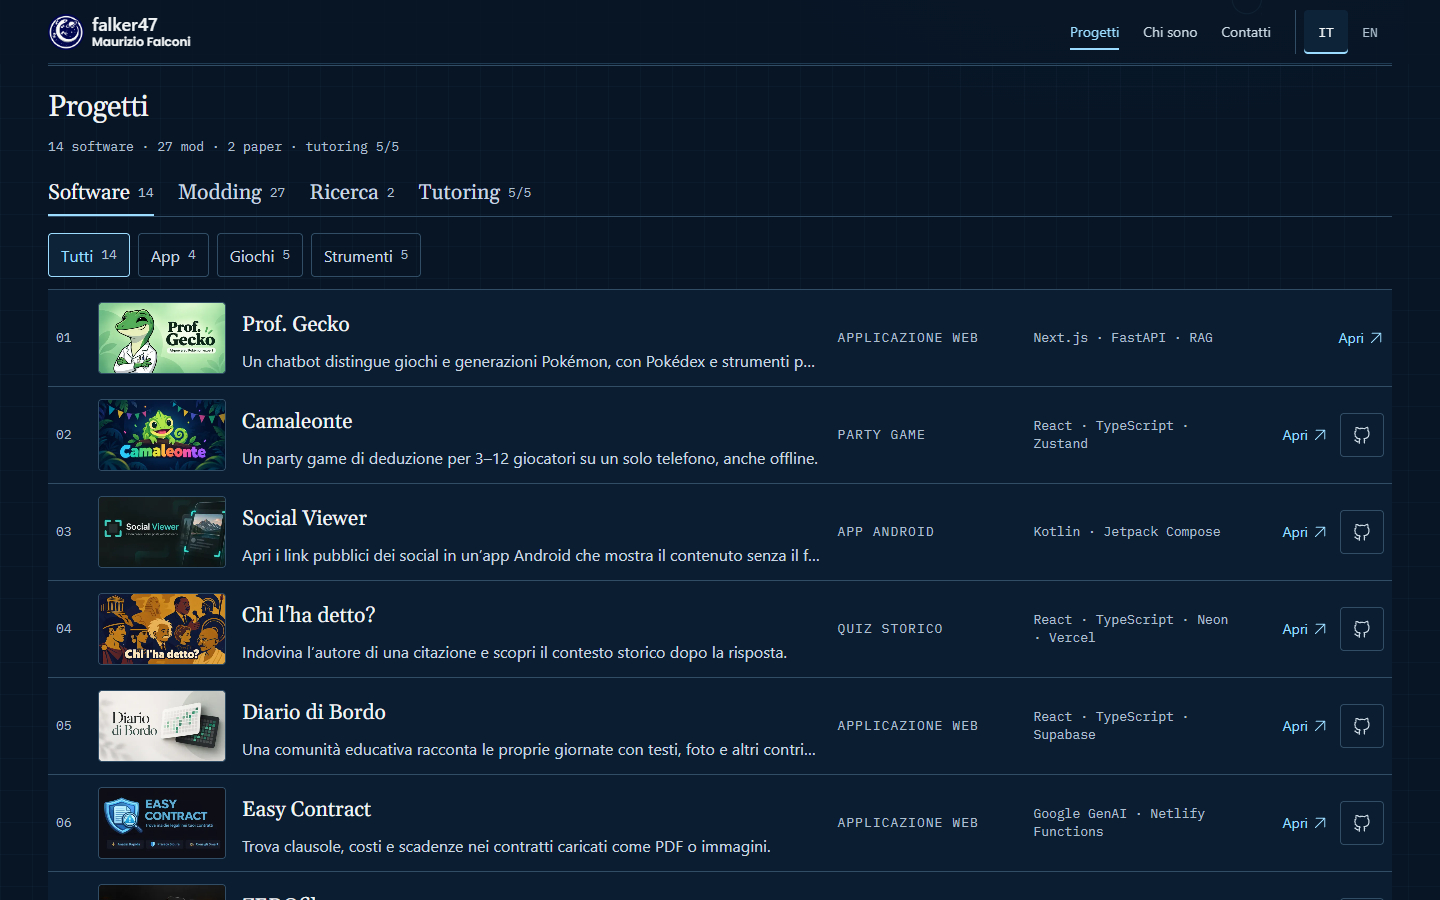 falker47
Maurizio Falconi
Progetti
Chi sono
Contatti
IT
EN
Progetti
14 software · 27 mod · 2 paper · tutoring 5/5
Software 14
Modding 27
Ricerca 2
Tutoring 5/5
Tutti 14
App 4
Giochi 5
Strumenti 5
01
Prof.
Gecko
Prof. Gecko
Un chatbot distingue giochi e generazioni Pokémon, con Pokédex e strumenti p...
APPLICAZIONE WEB
Next.js · FastAPI · RAG
Apri
02
Camaleonte
Camaleonte
Un party game di deduzione per 3–12 giocatori su un solo telefono, anche offline.
PARTY GAME
React · TypeScript ·
Zustand
Apri
03
Social Viewer
Social Viewer
Apri i link pubblici dei social in un'app Android che mostra il contenuto senza il f...
APP ANDROID
Kotlin · Jetpack Compose
Apri
04
Chi l'ha detto?
Chi l'ha detto?
Indovina l'autore di una citazione e scopri il contesto storico dopo la risposta.
QUIZ STORICO
React · TypeScript · Neon
· Vercel
Apri
05
Diario
di Bordo
Diario di Bordo
Una comunità educativa racconta le proprie giornate con testi, foto e altri contri...
APPLICAZIONE WEB
React · TypeScript ·
Supabase
Apri
06
EASY
CONTRACT
Easy Contract
Trova clausole, costi e scadenze nei contratti caricati come PDF o immagini.
APPLICAZIONE WEB
Google GenAI · Netlify
Functions
Apri